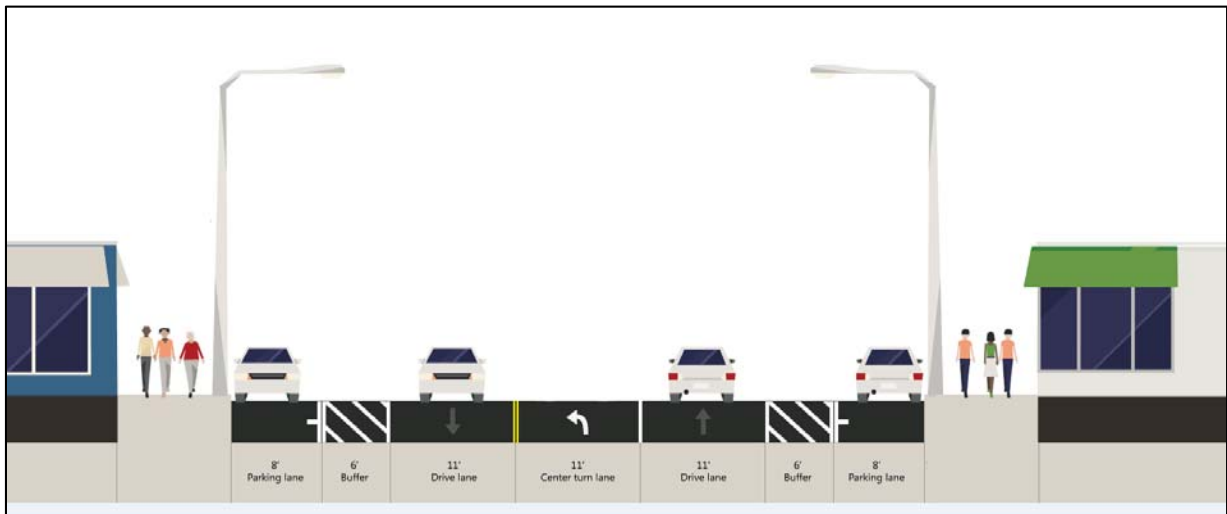 8'
Parking lane
6'
Buffer
11'
Drive lane
11'
Center turn lane
11'
Drive lane
6'
Buffer
8'
Parking lane